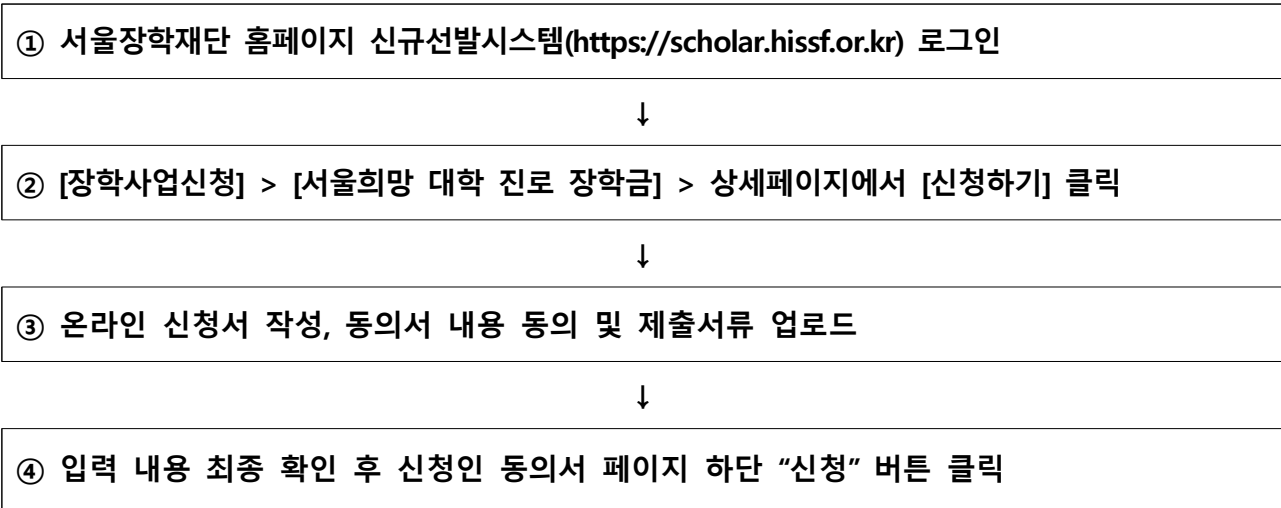 ① 서울장학재단 홈페이지 신규선발시스템(https://scholar.hissf.or.kr) 로그인
↓
② [장학사업신청] > [서울희망 대학 진로 장학금] > 상세페이지에서 [신청하기] 클릭
↓
③ 온라인 신청서 작성, 동의서 내용 동의 및 제출서류 업로드
↓
④ 입력 내용 최종 확인 후 신청인 동의서 페이지 하단 “신청” 버튼 클릭